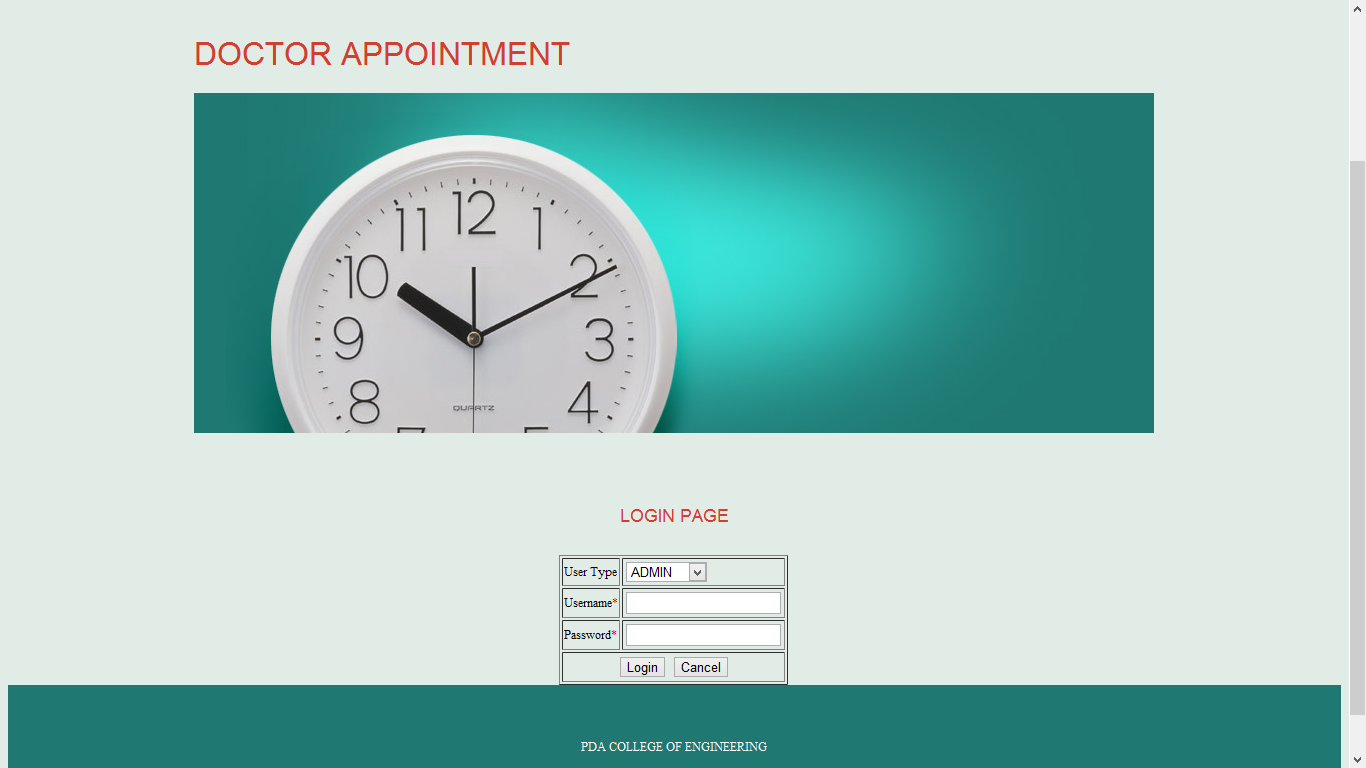 DOCTOR APPOINTMENT
12
11 1
10 2
9 3
8 4
QUARTZ
LOGIN PAGE
User Type ADMIN
Username*
Password*
Login Cancel
PDA COLLEGE OF ENGINEERING